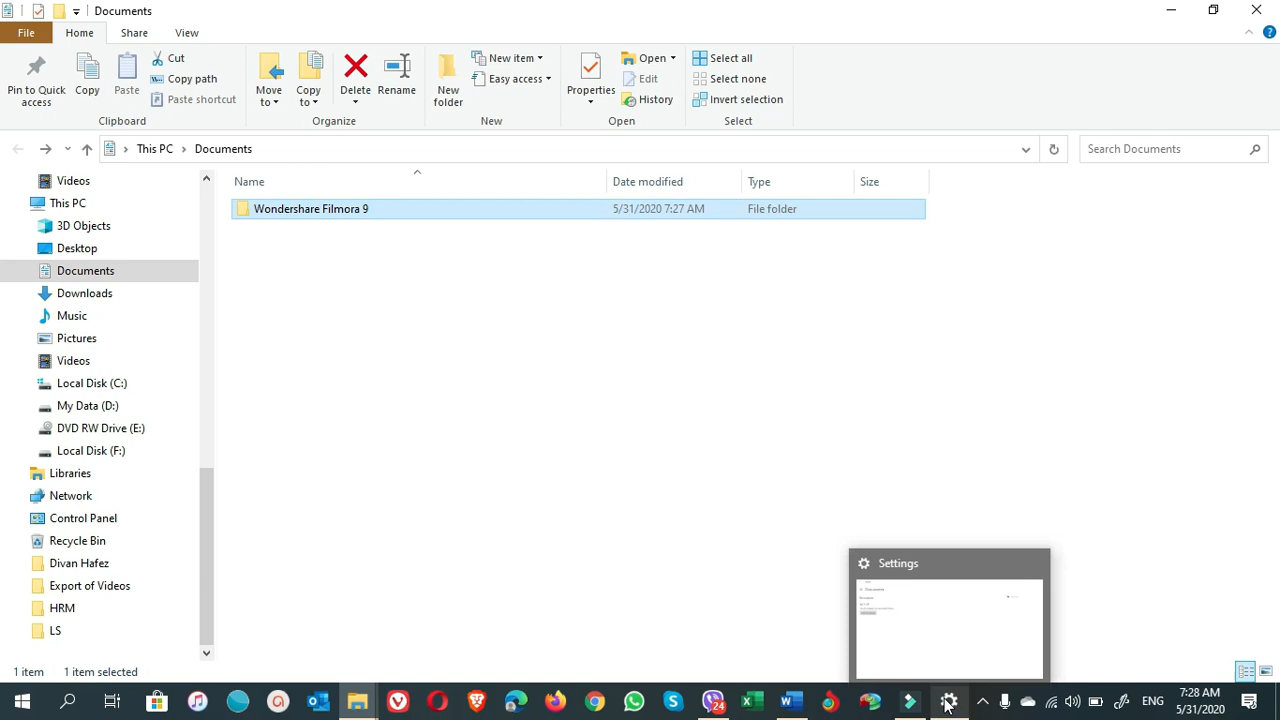 Documents
File Home Share View
Pin to Quick access
Copy
Paste
Cut
Copy path
Paste shortcut
Clipboard
Move to
Copy to
Delete
Rename
Organize
New folder
New item
Easy access
New
Properties
Open
Edit
History
Open
Select all
Select none
Invert selection
Select
This PC > Documents
Search Documents
Name Date modified Type Size
Wondershare Filmora 9 5/31/2020 7:27 AM File folder
Videos
This PC
3D Objects
Desktop
Documents
Downloads
Music
Pictures
Videos
Local Disk (C:)
My Data (D:)
DVD RW Drive (E:)
Local Disk (F:)
Libraries
Network
Control Panel
Recycle Bin
Divan Hafez
Export of Videos
HRM
LS
Settings
1 item 1 item selected
24
ENG
7:28 AM
5/31/2020